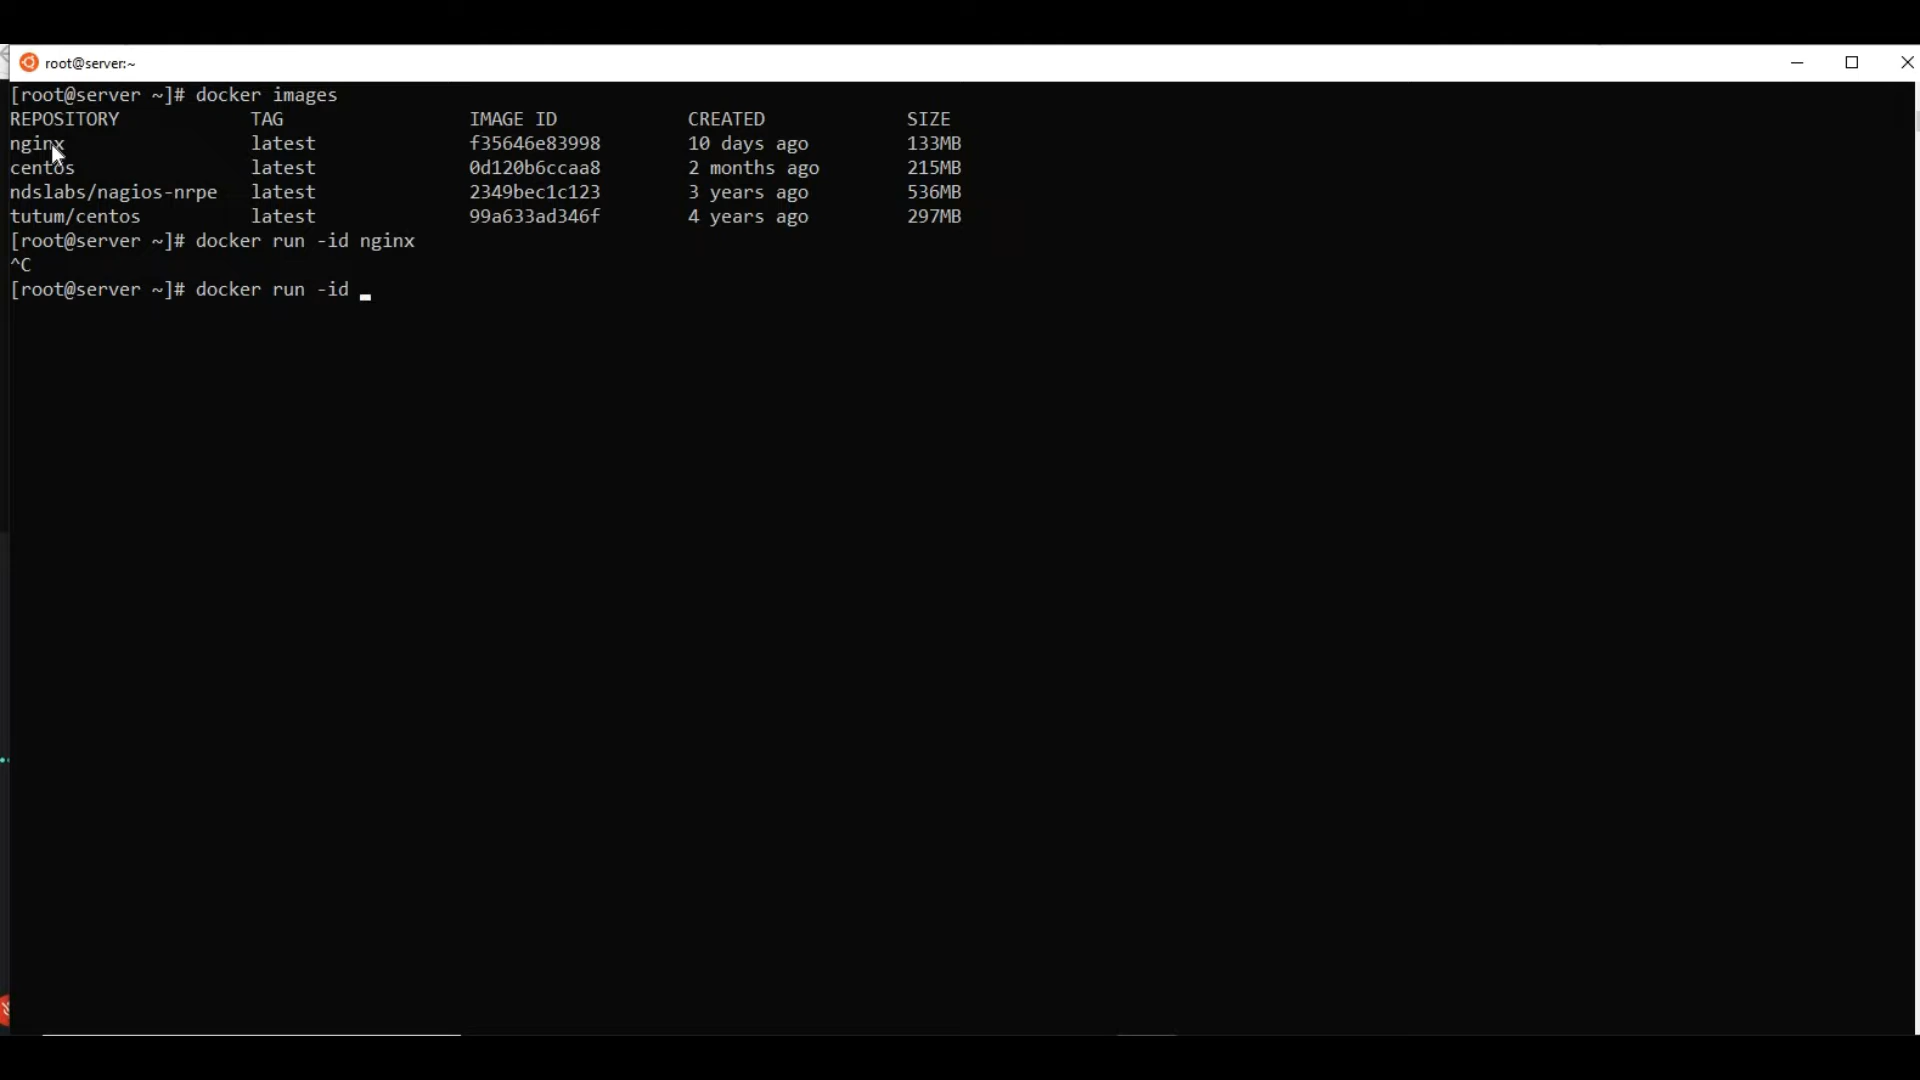 root@server:~
[root@server ~]# docker images
REPOSITORY TAG IMAGE ID CREATED SIZE
nginx latest f35646e83998 10 days ago 133MB
centos latest 0d120b6ccaa8 2 months ago 215MB
ndslabs/nagios-nrpe latest 2349bec1c123 3 years ago 536MB
tutum/centos latest 99a633ad346f 4 years ago 297MB
[root@server ~]# docker run -id nginx
^C
[root@server ~]# docker run -id